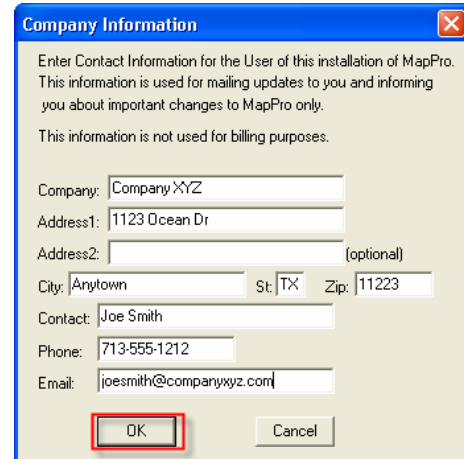 Company Information
Enter Contact Information for the User of this installation of MapPro.
This information is used for mailing updates to you and informing
you about important changes to MapPro only.
This information is not used for billing purposes.
Company: Company XYZ
Address1: 1123 Ocean Dr
Address2: (optional)
City: Anytown St: TX Zip: 11223
Contact: Joe Smith
Phone: 713-555-1212
Email: joesmith@companyxyz.com
OK Cancel